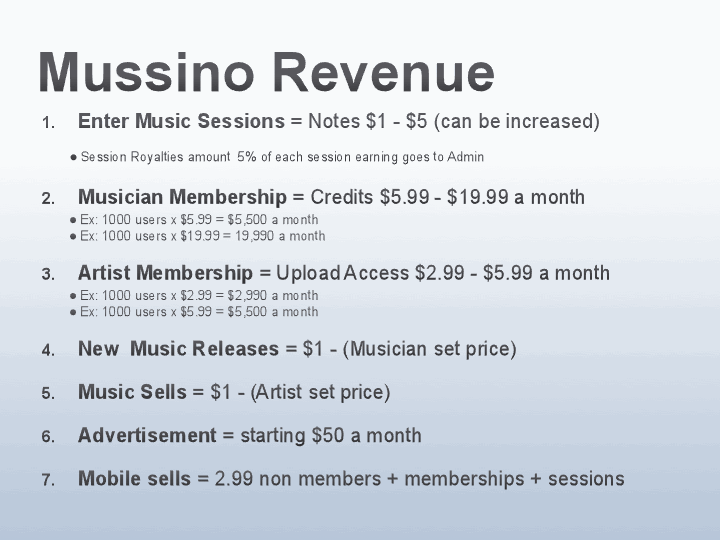 Mussino Revenue
1. Enter Music Sessions = Notes $1 - $5 (can be increased)
● Session Royalties amount 5% of each session earning goes to Admin
2. Musician Membership = Credits $5.99 - $19.99 a month
● Ex: 1000 users x $5.99 = $5,500 a month
● Ex: 1000 users x $19.99 = 19,990 a month
3. Artist Membership = Upload Access $2.99 - $5.99 a month
● Ex: 1000 users x $2.99 = $2,990 a month
● Ex: 1000 users x $5.99 = $5,500 a month
4. New Music Releases = $1 - (Musician set price)
5. Music Sells = $1 - (Artist set price)
6. Advertisement = starting $50 a month
7. Mobile sells = 2.99 non members + memberships + sessions